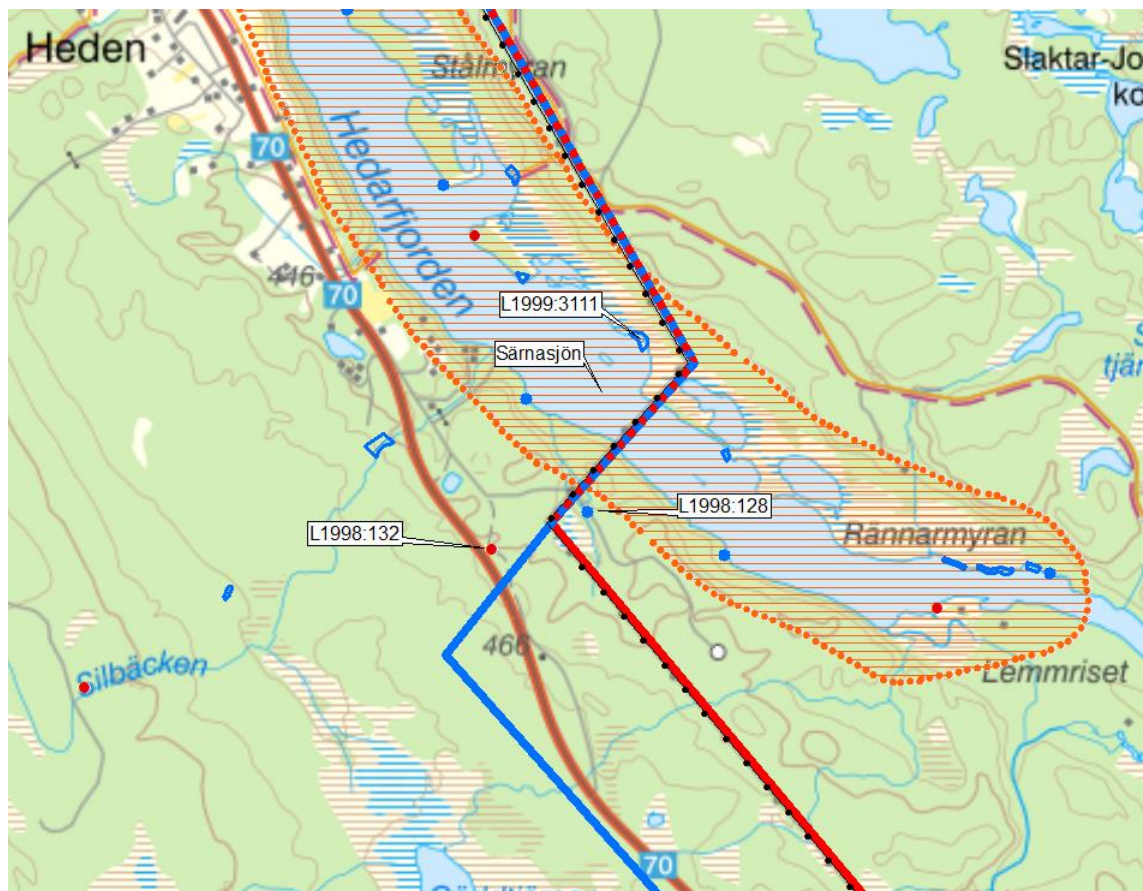 Heden
Stålmyran
Slaktar-Jo
70
Hedarfjorden
446
70
L1999:3111
Särnasjön
tjär
L1998:128
L1998:132
Rännarmyran
466
Silbäcken
Lemmriset
70